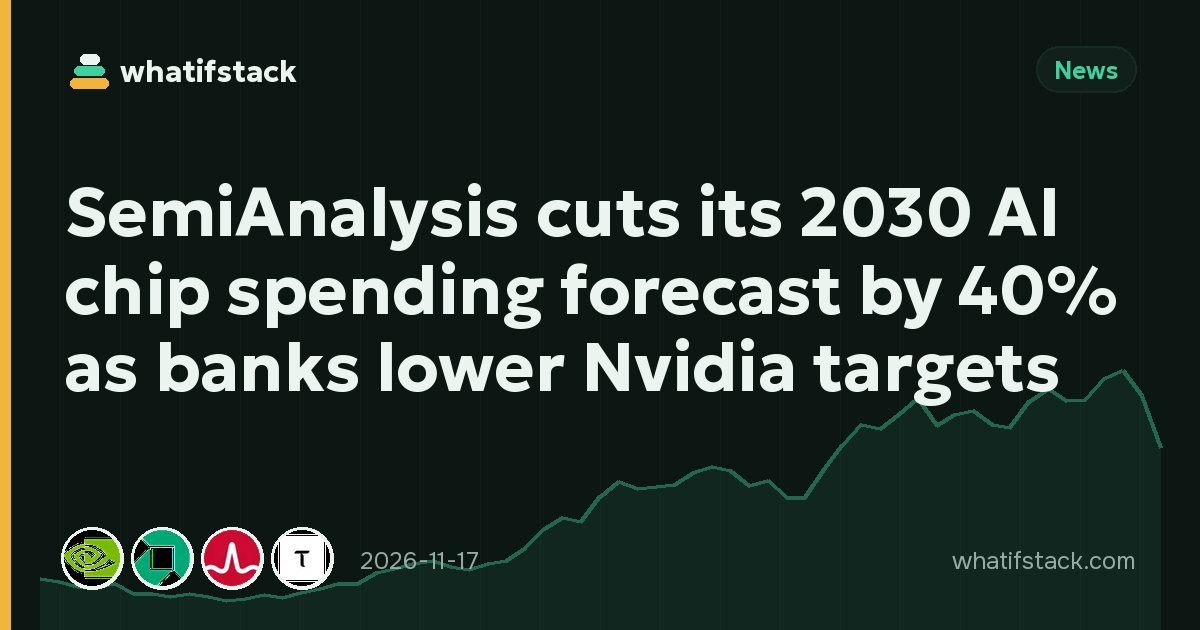 whatifstack
News
SemiAnalysis cuts its 2030 AI
chip spending forecast by 40%
as banks lower Nvidia targets
τ
2026-11-17
whatifstack.com